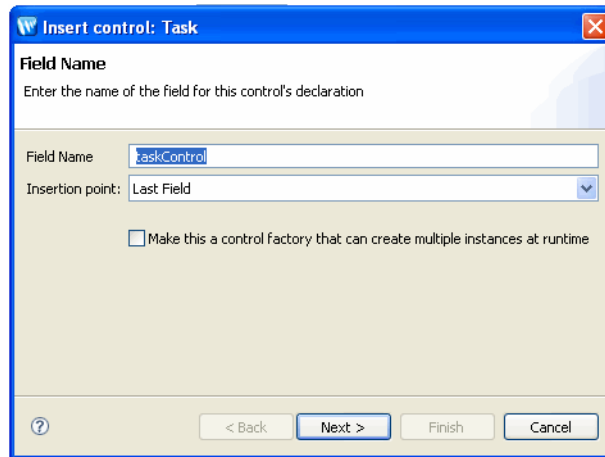 Insert control: Task
Field Name
Enter the name of the field for this control's declaration
Field Name taskControl
Insertion point: Last Field
Make this a control factory that can create multiple instances at runtime
? < Back Next > Finish Cancel